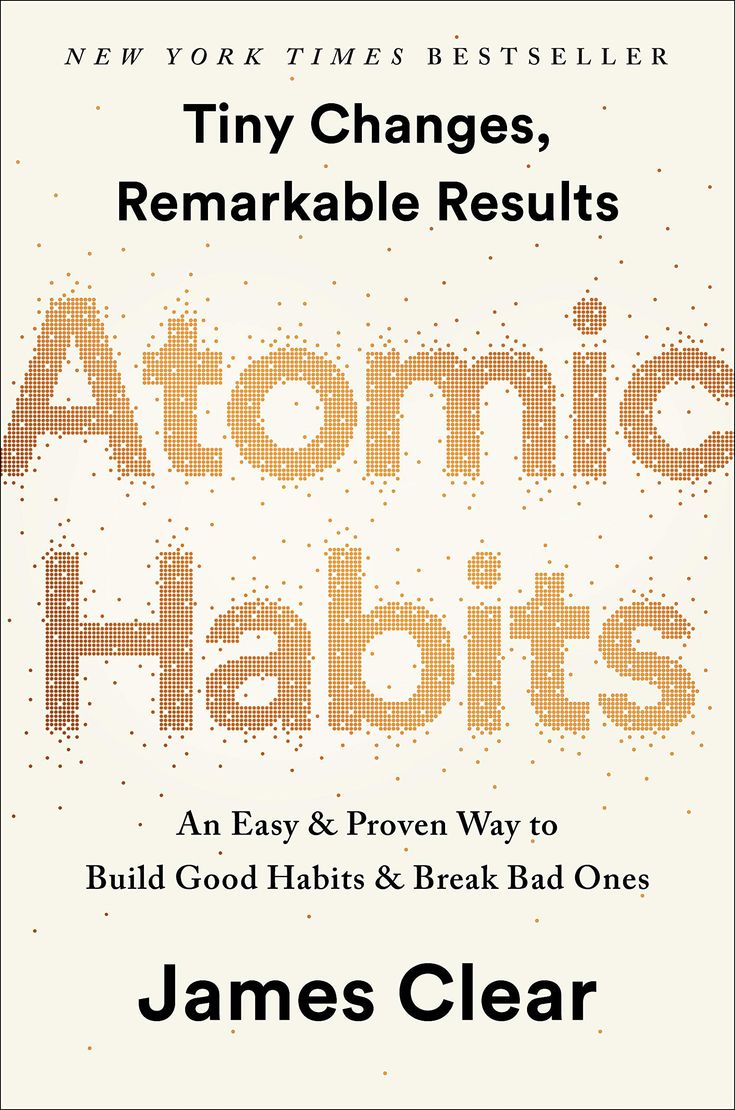 NEW YORK TIMES BESTSELLER
Tiny Changes,
Remarkable Results
Atomic
Habits
An Easy & Proven Way to
Build Good Habits & Break Bad Ones
James Clear